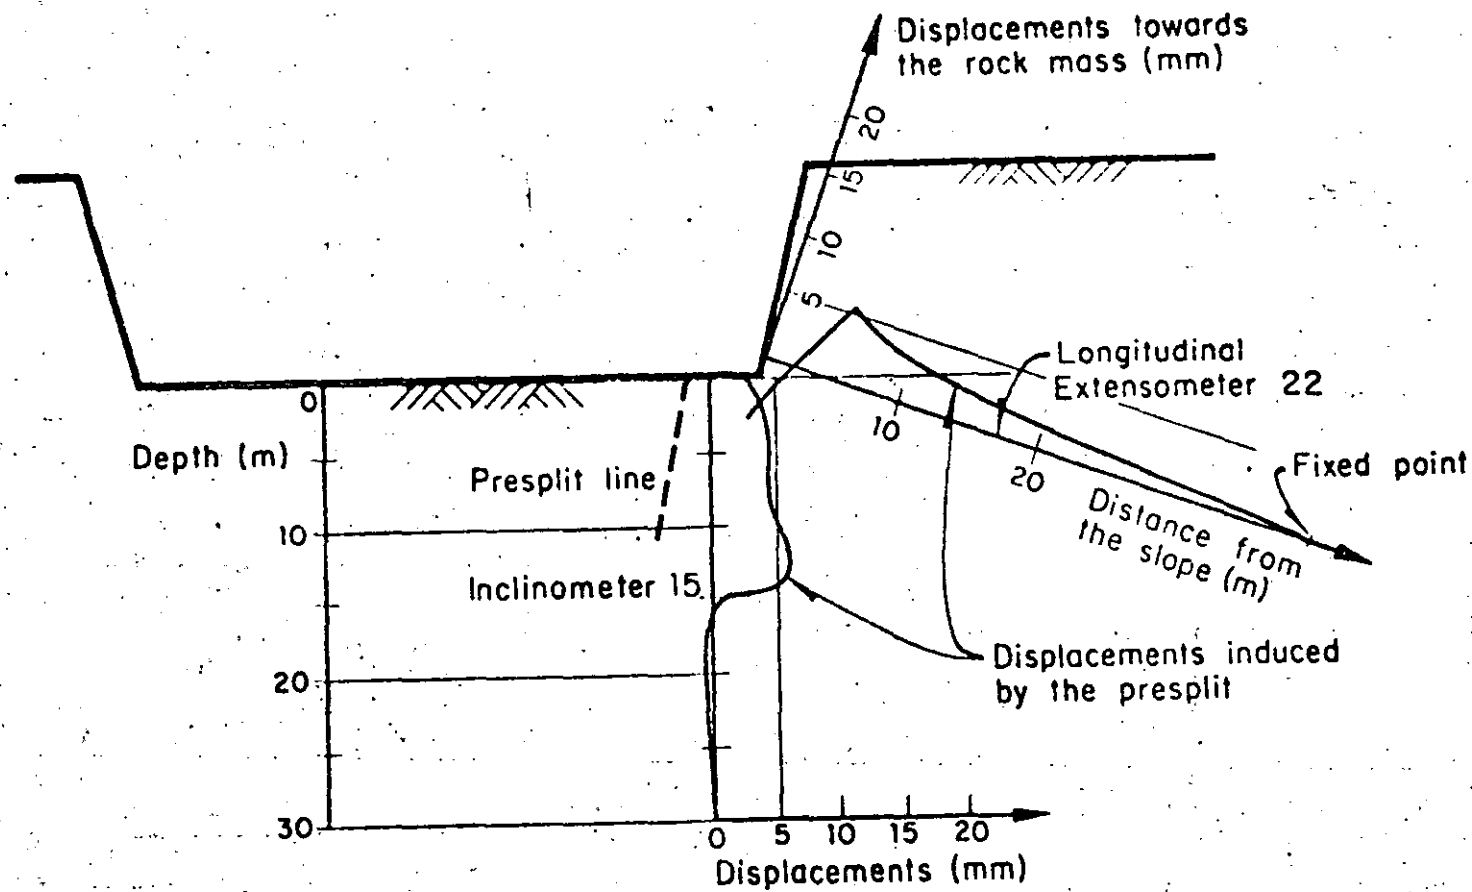 Displacements towards
the rock mass (mm)
20
15
10
5
Longitudinal
Extensometer 22
10
20
Fixed point
Distance from
the slope (m)
0
Depth (m)
Presplit line
10
Inclinometer 15
Displacements induced
by the presplit
20
30
0 5 10 15 20
Displacements (mm)